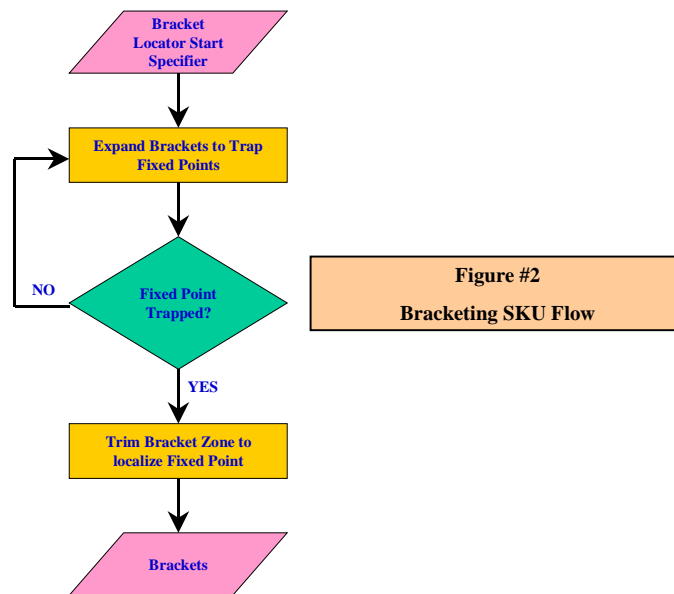 Bracket
Locator Start
Specifier
Expand Brackets to Trap
Fixed Points
Fixed Point
Trapped?
NO
YES
Trim Bracket Zone to
localize Fixed Point
Brackets
Figure #2
Bracketing SKU Flow